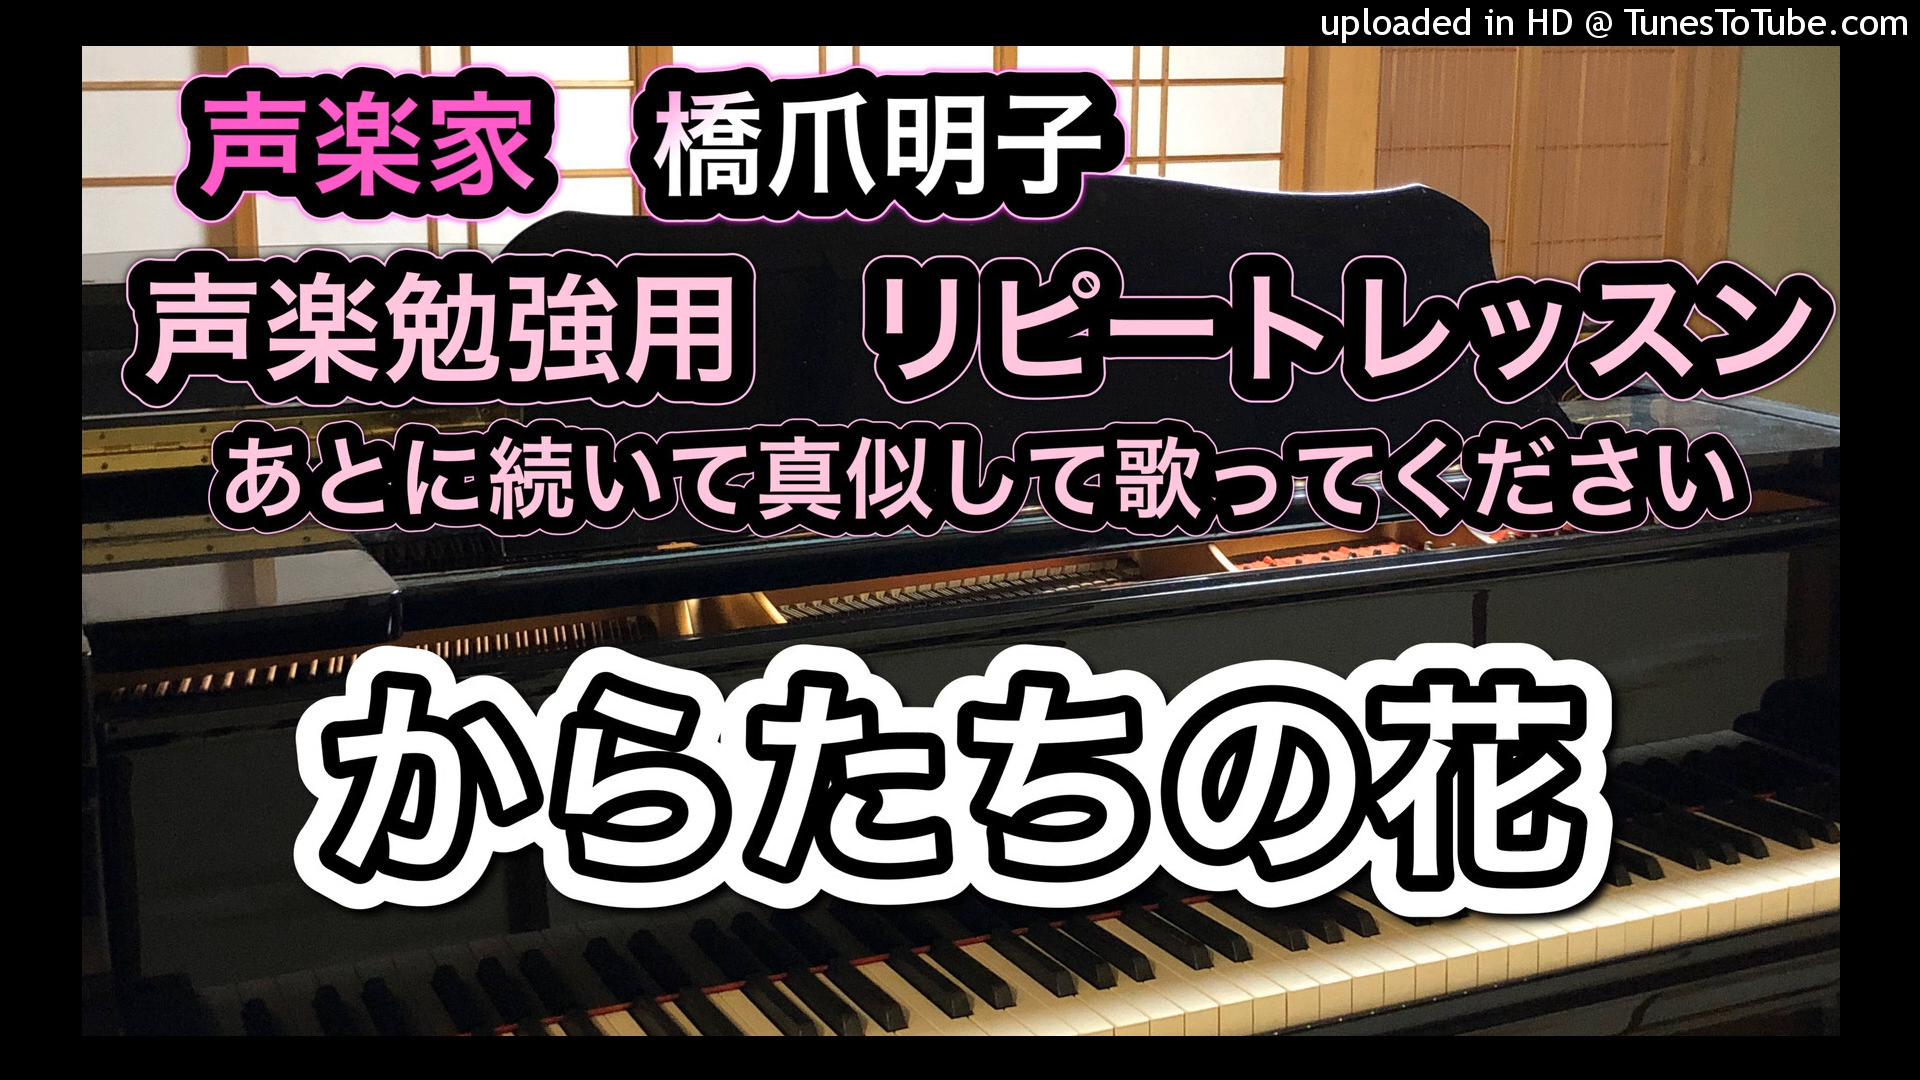 uploaded in HD @ TunesToTube.com
声楽家　橋爪明子
声楽勉強用　リピートレッスン
あとに続いて真似して歌ってください
からたちの花